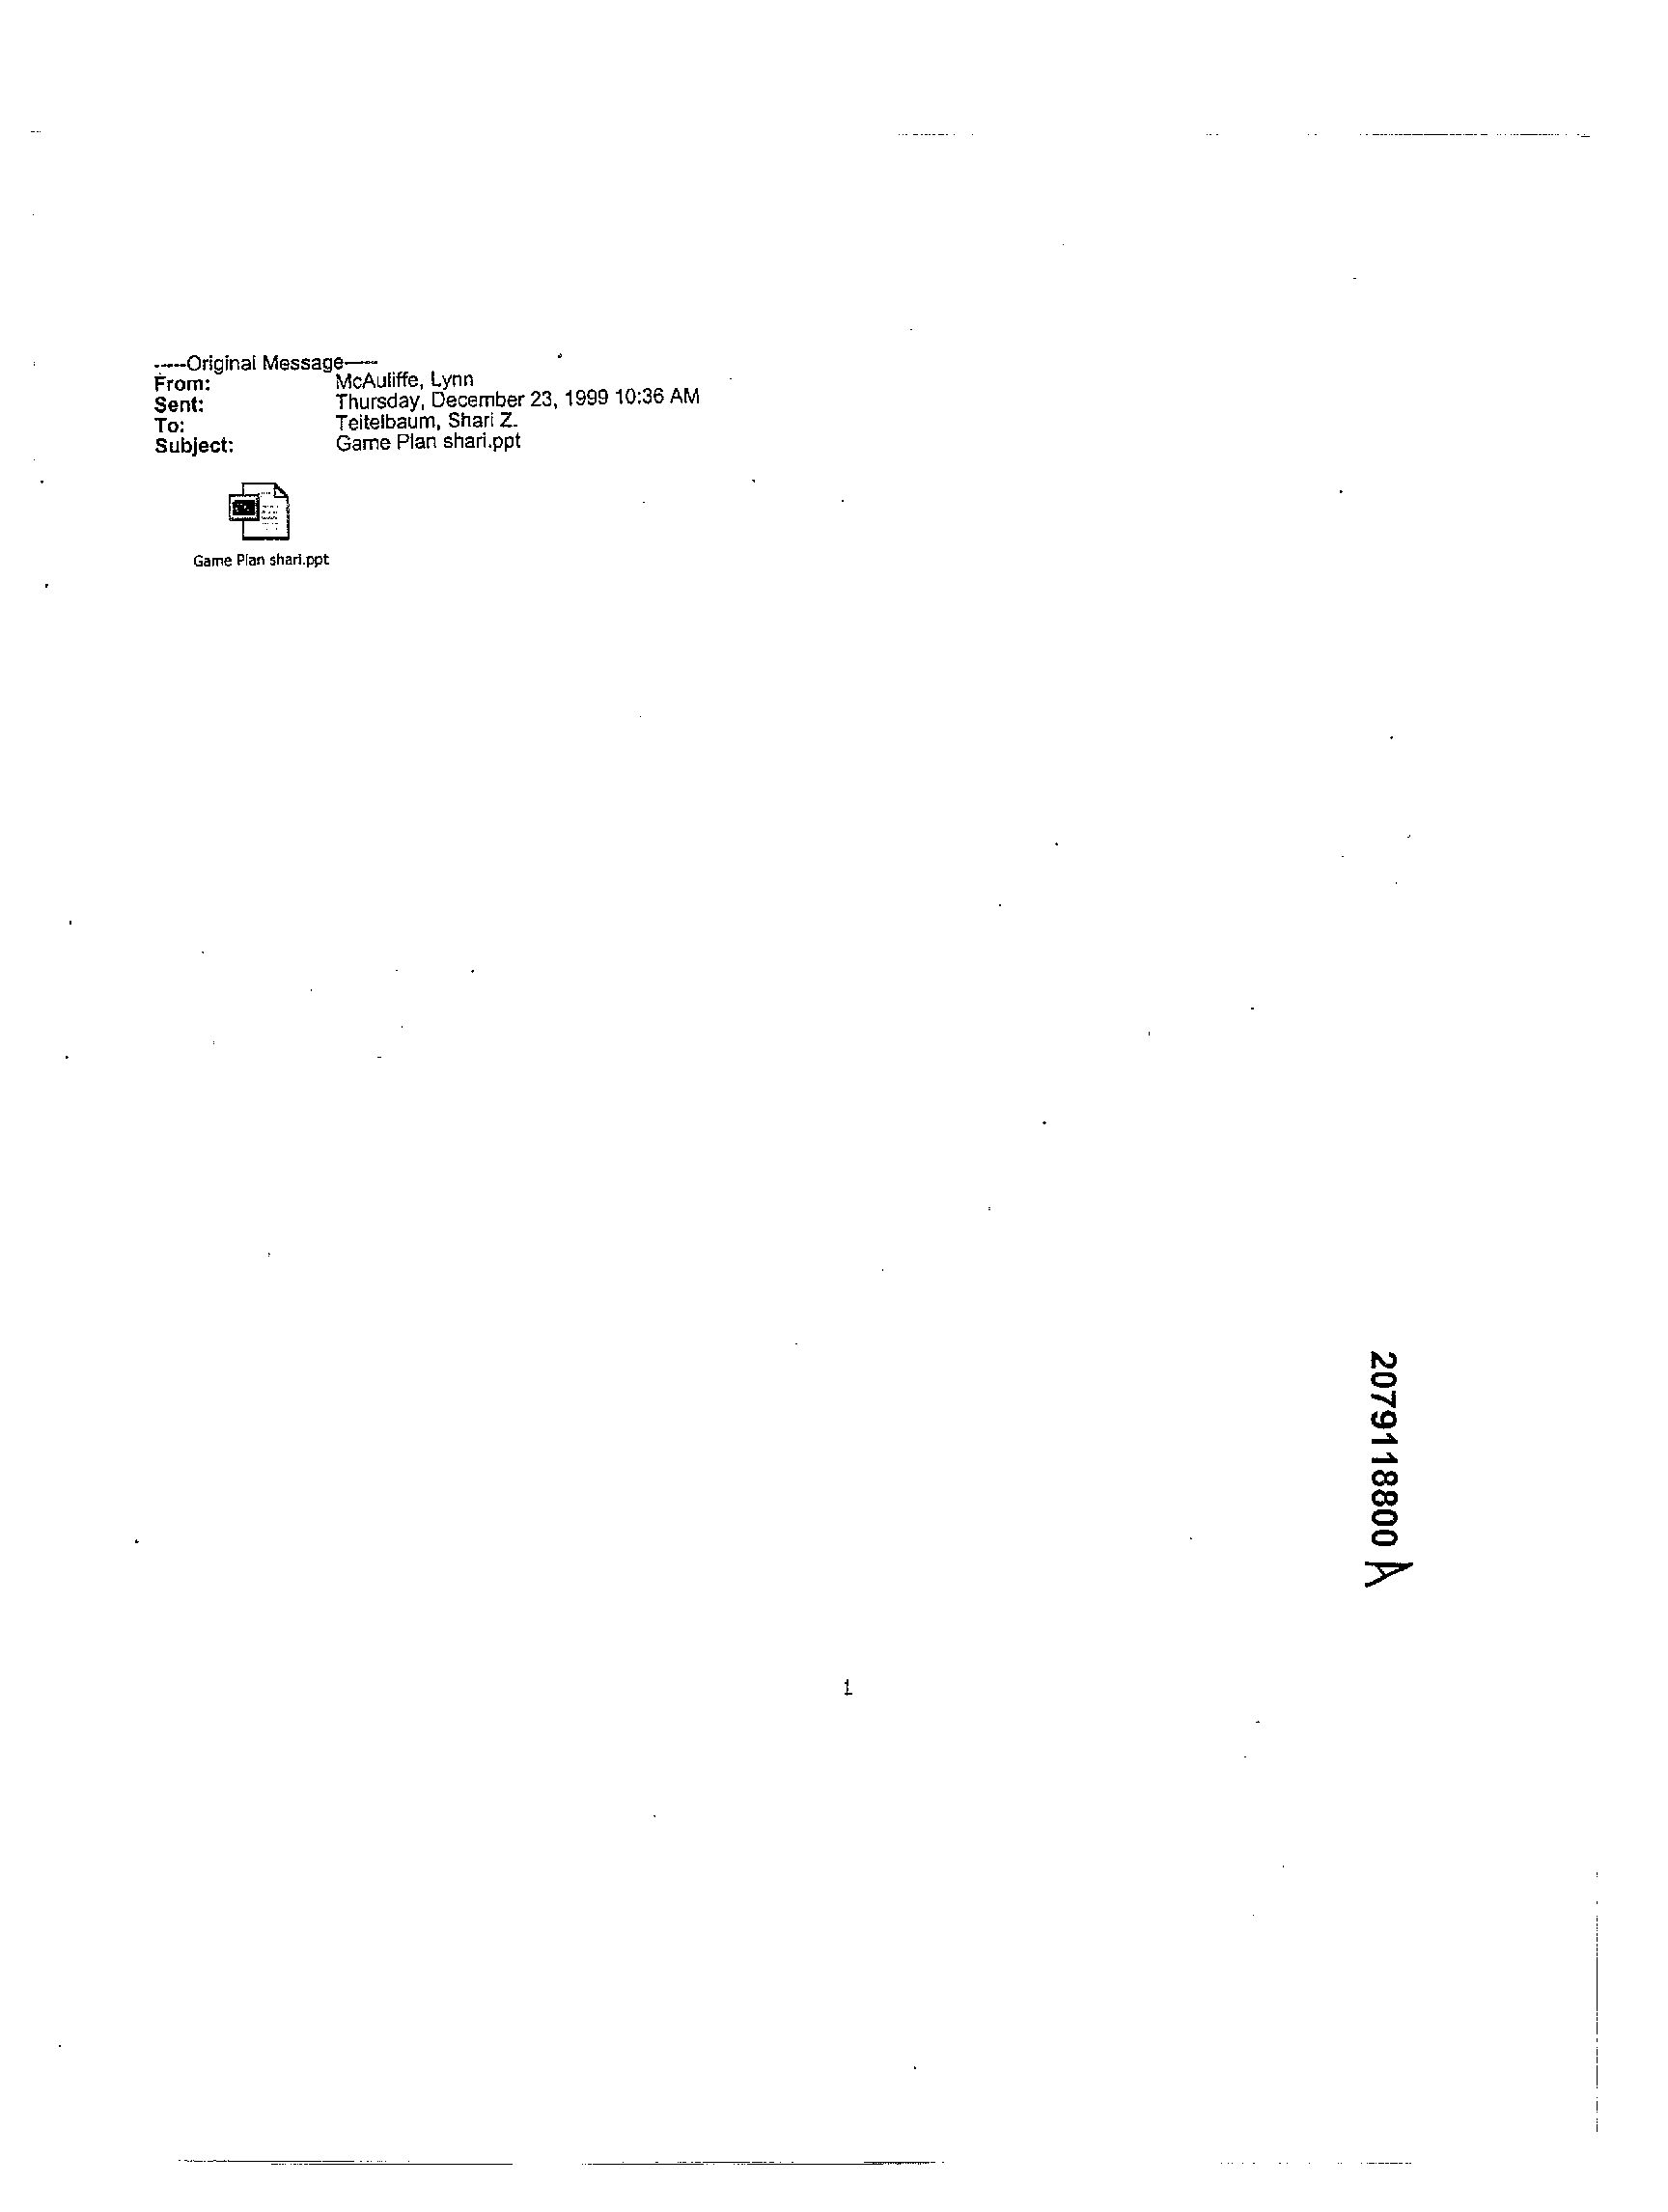 -----Original Message-----
From: McAuliffe, Lynn
Sent: Thursday, December 23, 1999 10:36 AM
To: Teitelbaum, Shari Z.
Subject: Game Plan shari.ppt
Game Plan shari.ppt
2079118800 A
1